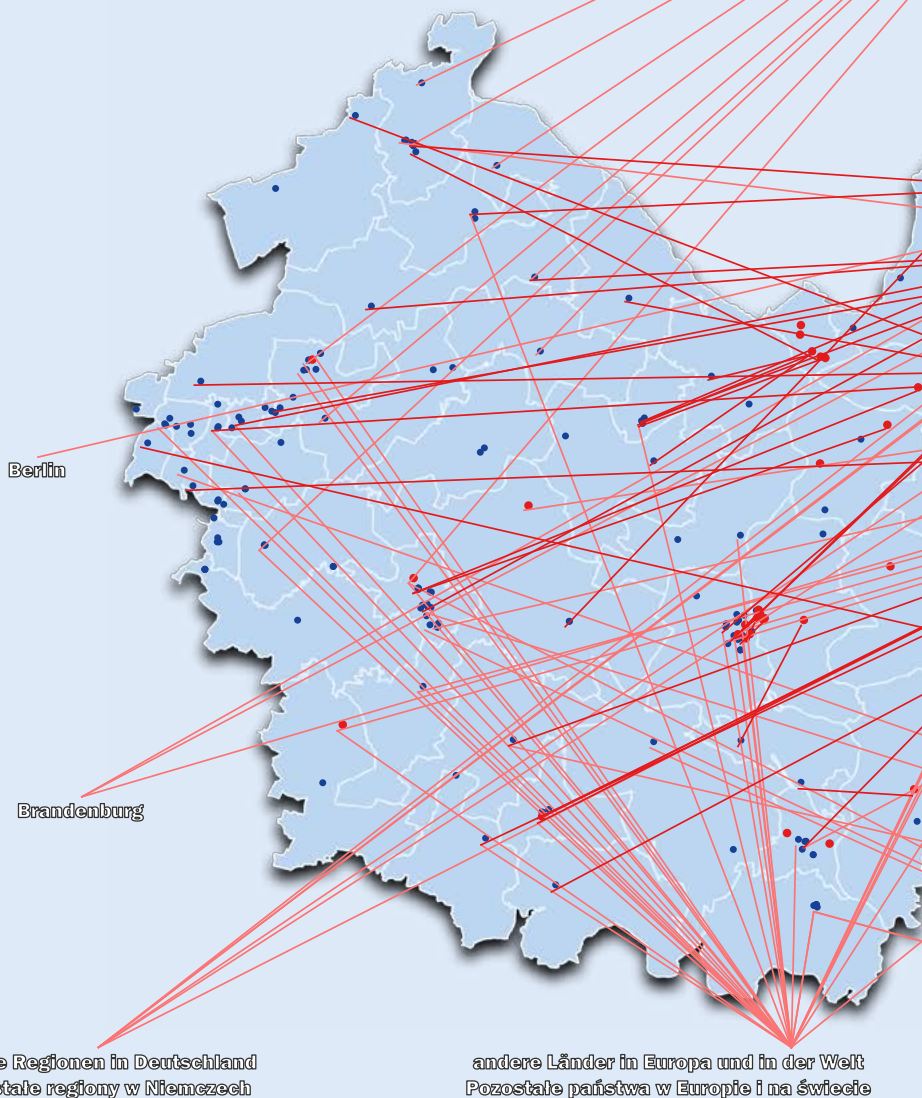 Berlin
Brandenburg
e Regionen in Deutschland
stałe regiony w Niemczech
andere Länder in Europa und in der Welt
Pozostałe państwa w Europie i na świecie